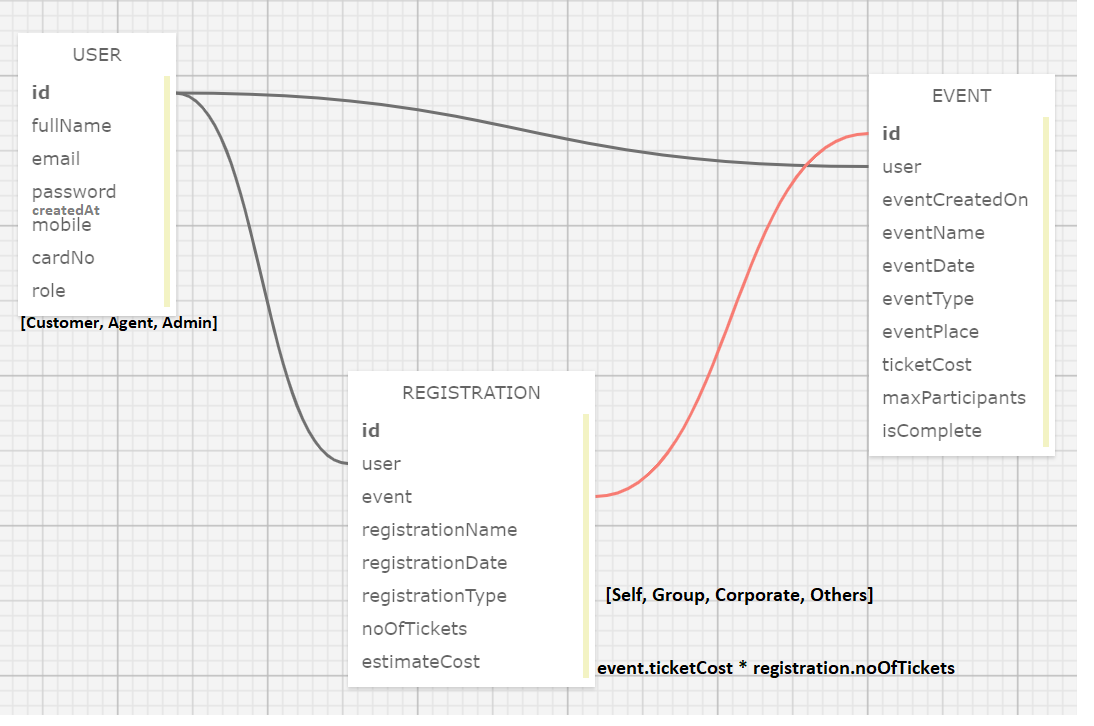 USER
id
fullName
email
password
createdAt
mobile
cardNo
role
[Customer, Agent, Admin]
EVENT
id
user
eventCreatedOn
eventName
eventDate
eventType
eventPlace
ticketCost
maxParticipants
isComplete
REGISTRATION
id
user
event
registrationName
registrationDate
registrationType
[Self, Group, Corporate, Others]
noOfTickets
estimateCost
event.ticketCost * registration.noOfTickets